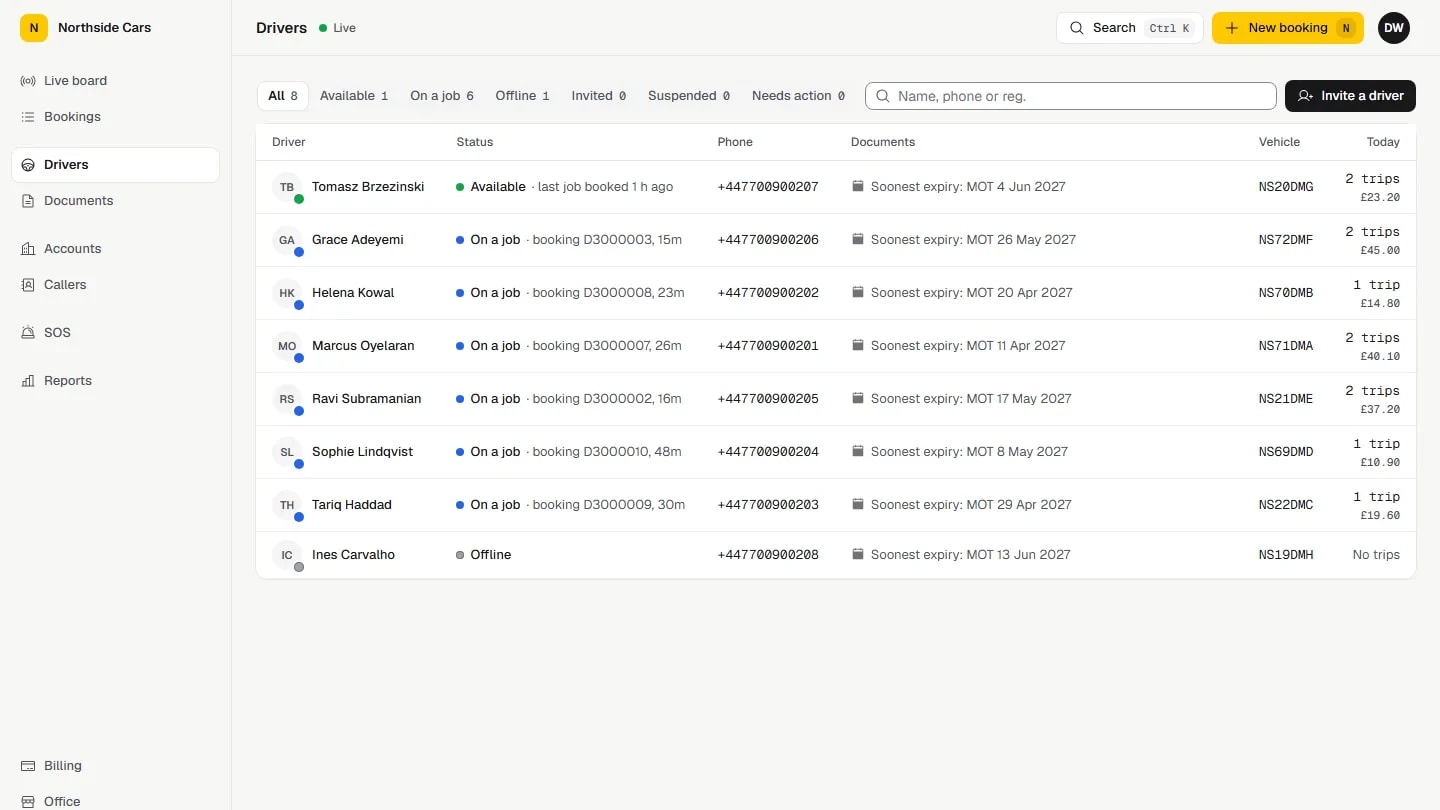 N Northside Cars
Live board
Bookings
Drivers
Documents
Accounts
Callers
SOS
Reports
Billing
Office
Drivers Live
Search Ctrl K
New booking N
DW
All 8 Available 1 On a job 6 Offline 1 Invited 0 Suspended 0 Needs action 0
Name, phone or reg.
Invite a driver
Driver Status Phone Documents Vehicle Today
TB Tomasz Brzezinski Available · last job booked 1 h ago +447700900207 Soonest expiry: MOT 4 Jun 2027 NS20DMG 2 trips
£23.20
GA Grace Adeyemi On a job · booking D3000003, 15m +447700900206 Soonest expiry: MOT 26 May 2027 NS72DMF 2 trips
£45.00
HK Helena Kowal On a job · booking D3000008, 23m +447700900202 Soonest expiry: MOT 20 Apr 2027 NS70DMB 1 trip
£14.80
MO Marcus Oyelaran On a job · booking D3000007, 26m +447700900201 Soonest expiry: MOT 11 Apr 2027 NS71DMA 2 trips
£40.10
RS Ravi Subramanian On a job · booking D3000002, 16m +447700900205 Soonest expiry: MOT 17 May 2027 NS21DME 2 trips
£37.20
SL Sophie Lindqvist On a job · booking D3000010, 48m +447700900204 Soonest expiry: MOT 8 May 2027 NS69DMD 1 trip
£10.90
TH Tariq Haddad On a job · booking D3000009, 30m +447700900203 Soonest expiry: MOT 29 Apr 2027 NS22DMC 1 trip
£19.60
IC Ines Carvalho Offline +447700900208 Soonest expiry: MOT 13 Jun 2027 NS19DMH No trips